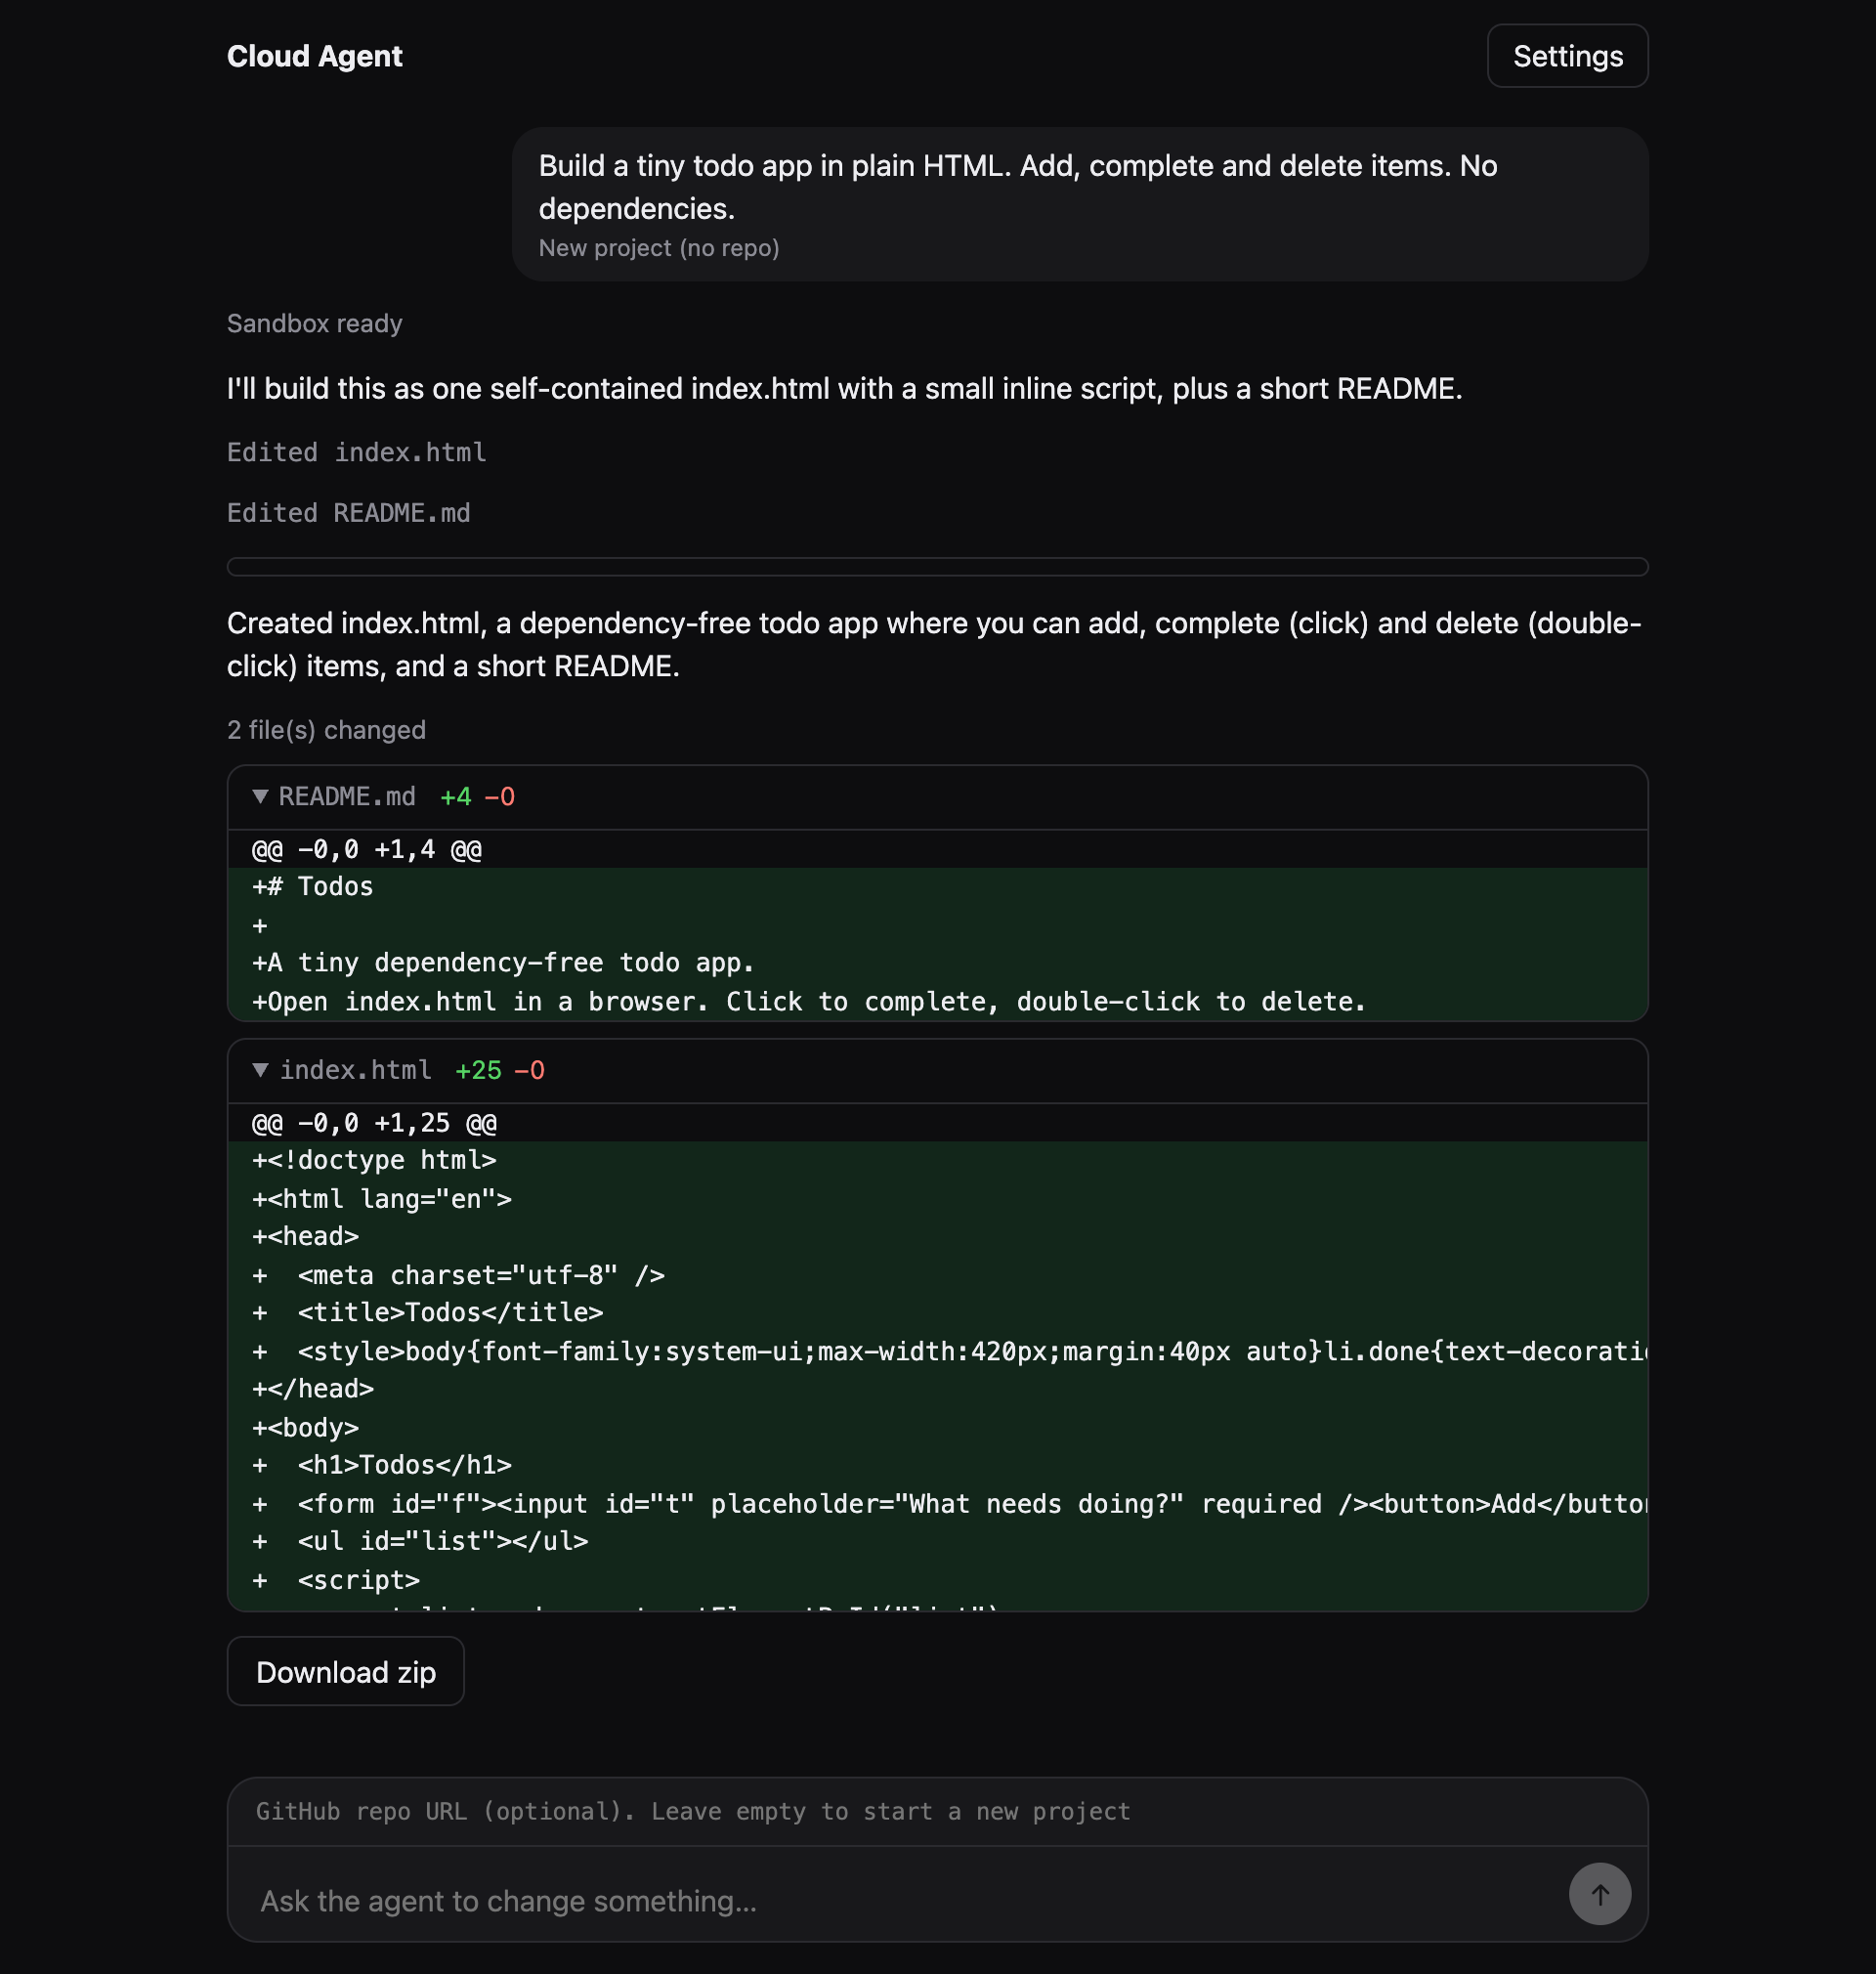 Cloud Agent
Settings
Build a tiny todo app in plain HTML. Add, complete and delete items. No
dependencies.
New project (no repo)
Sandbox ready
I'll build this as one self-contained index.html with a small inline script, plus a short README.
Edited index.html
Edited README.md
Created index.html, a dependency-free todo app where you can add, complete (click) and delete (double-
click) items, and a short README.
2 file(s) changed
▼ README.md +4 −0
@@ -0,0 +1,4 @@
+# Todos
+
+A tiny dependency-free todo app.
+Open index.html in a browser. Click to complete, double-click to delete.
▼ index.html +25 −0
@@ -0,0 +1,25 @@
+<!doctype html>
+<html lang="en">
+<head>
+  <meta charset="utf-8" />
+  <title>Todos</title>
+  <style>body{font-family:system-ui;max-width:420px;margin:40px auto}li.done{text-decorati
+</head>
+<body>
+  <h1>Todos</h1>
+  <form id="f"><input id="t" placeholder="What needs doing?" required /><button>Add</butto
+  <ul id="list"></ul>
+  <script>
Download zip
GitHub repo URL (optional). Leave empty to start a new project
Ask the agent to change something...